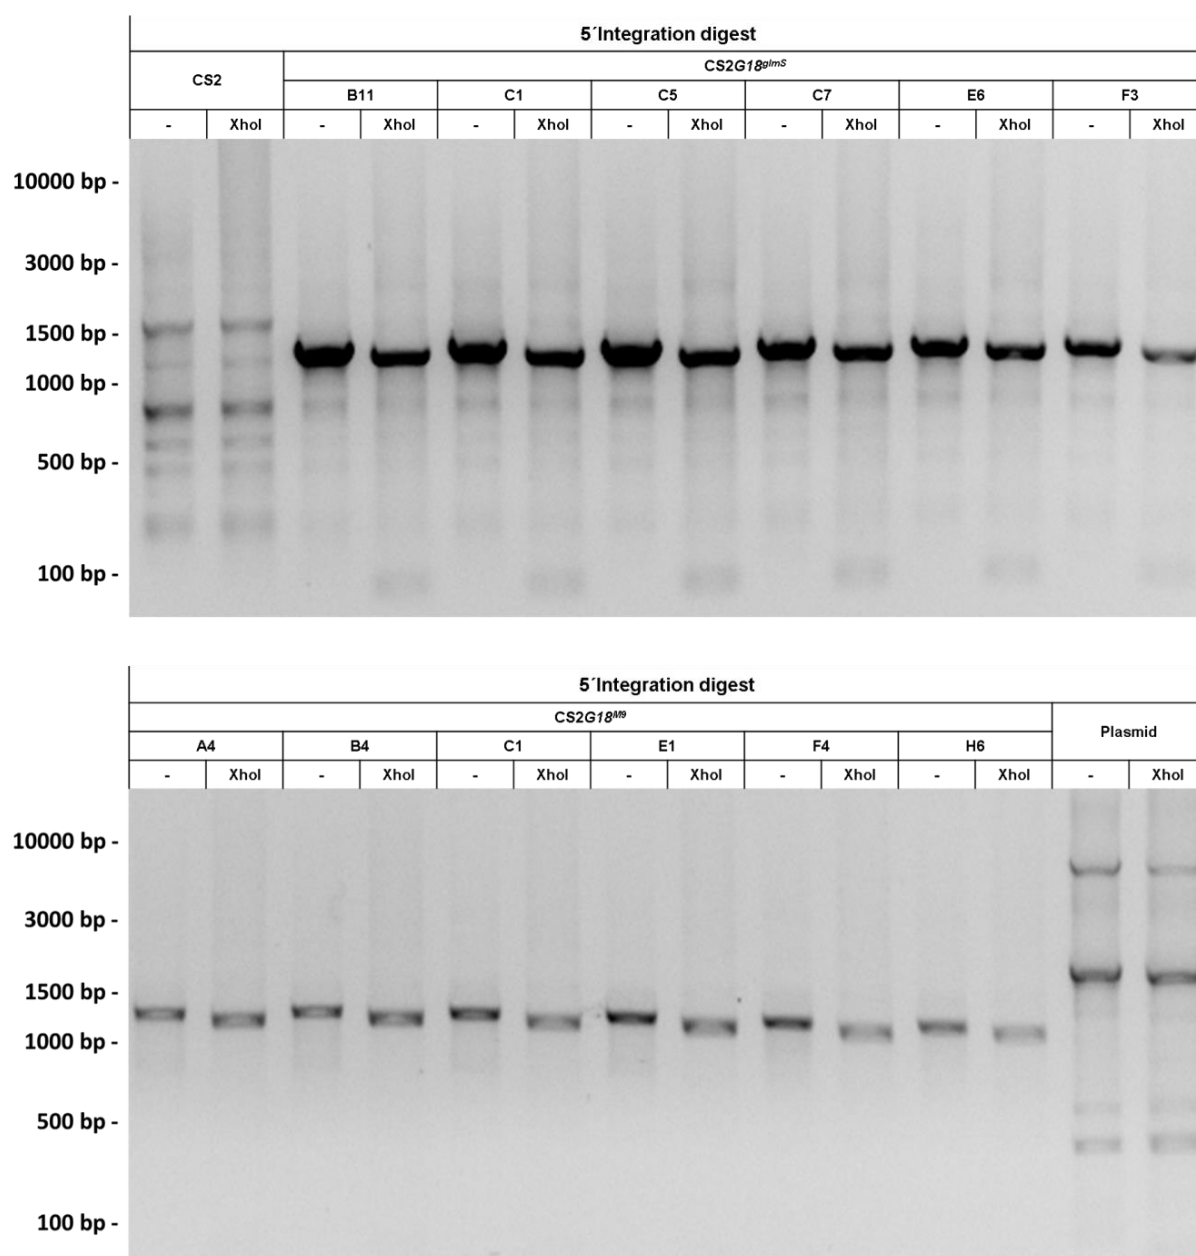 5´Integration digest
CS2 CS2G18glmS
B11 C1 C5 C7 E6 F3
- XhoI - XhoI - XhoI - XhoI - XhoI - XhoI - XhoI
10000 bp -
3000 bp -
1500 bp -
1000 bp -
500 bp -
100 bp -
5´Integration digest
CS2G18M9 Plasmid
A4 B4 C1 E1 F4 H6
- XhoI - XhoI - XhoI - XhoI - XhoI - XhoI - XhoI
10000 bp -
3000 bp -
1500 bp -
1000 bp -
500 bp -
100 bp -